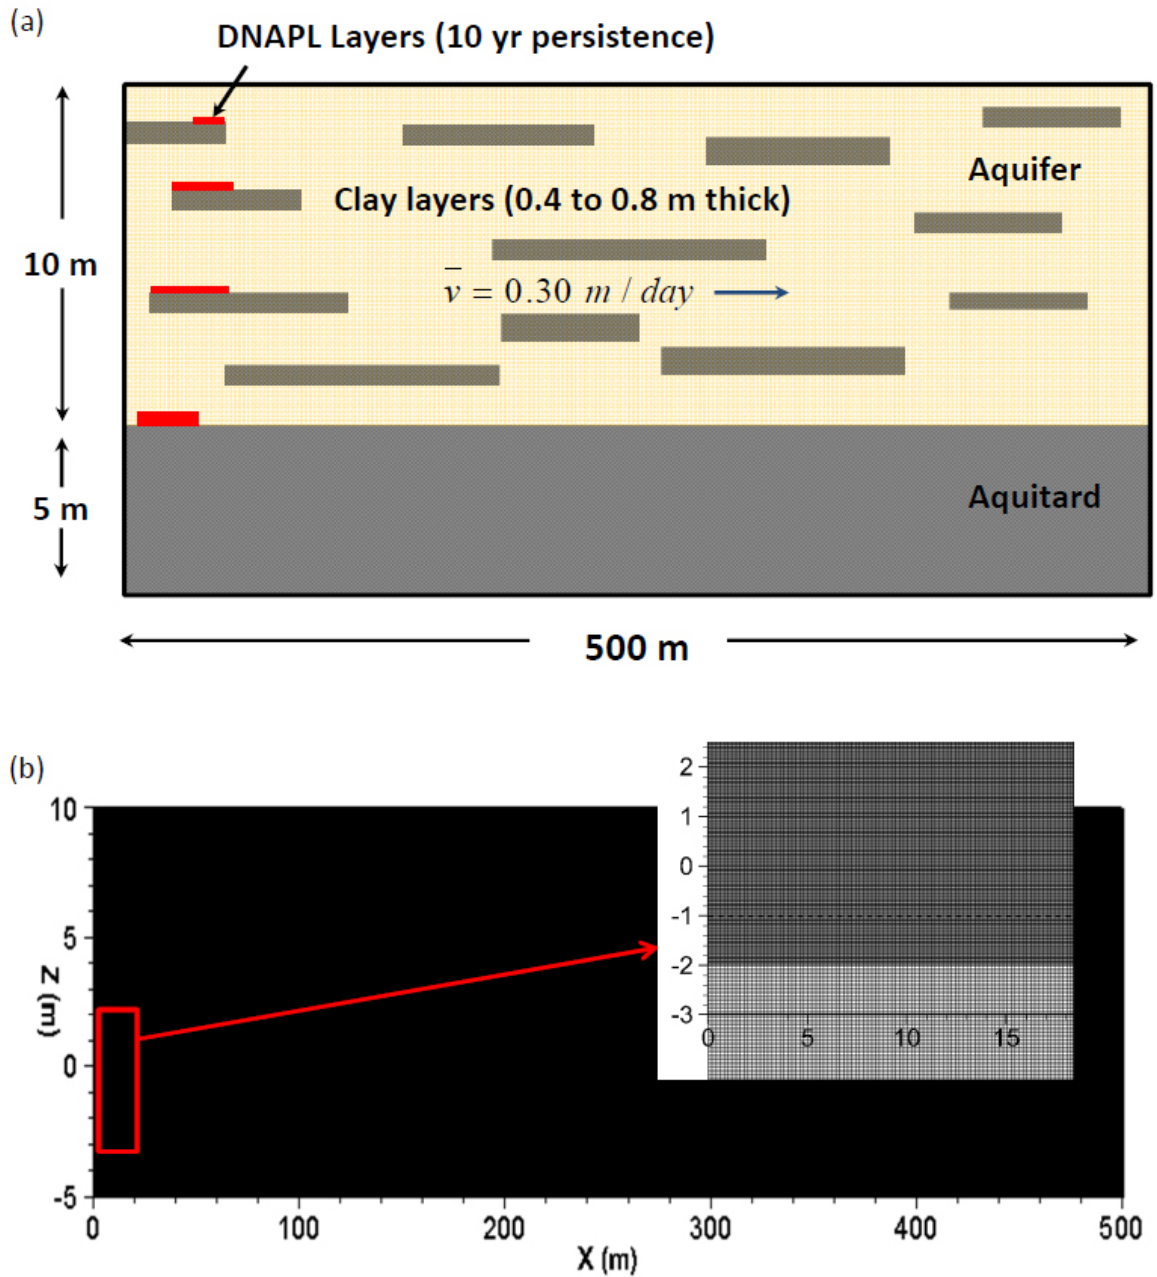 (a)
DNAPL Layers (10 yr persistence)
Aquifer
Clay layers (0.4 to 0.8 m thick)
10 m
v̅ = 0.30 m / day
5 m
Aquitard
500 m
(b)
10
5
0
-5
Z (m)
2
1
0
-1
-2
-3
0 5 10 15
0 100 200 300 400 500
X (m)